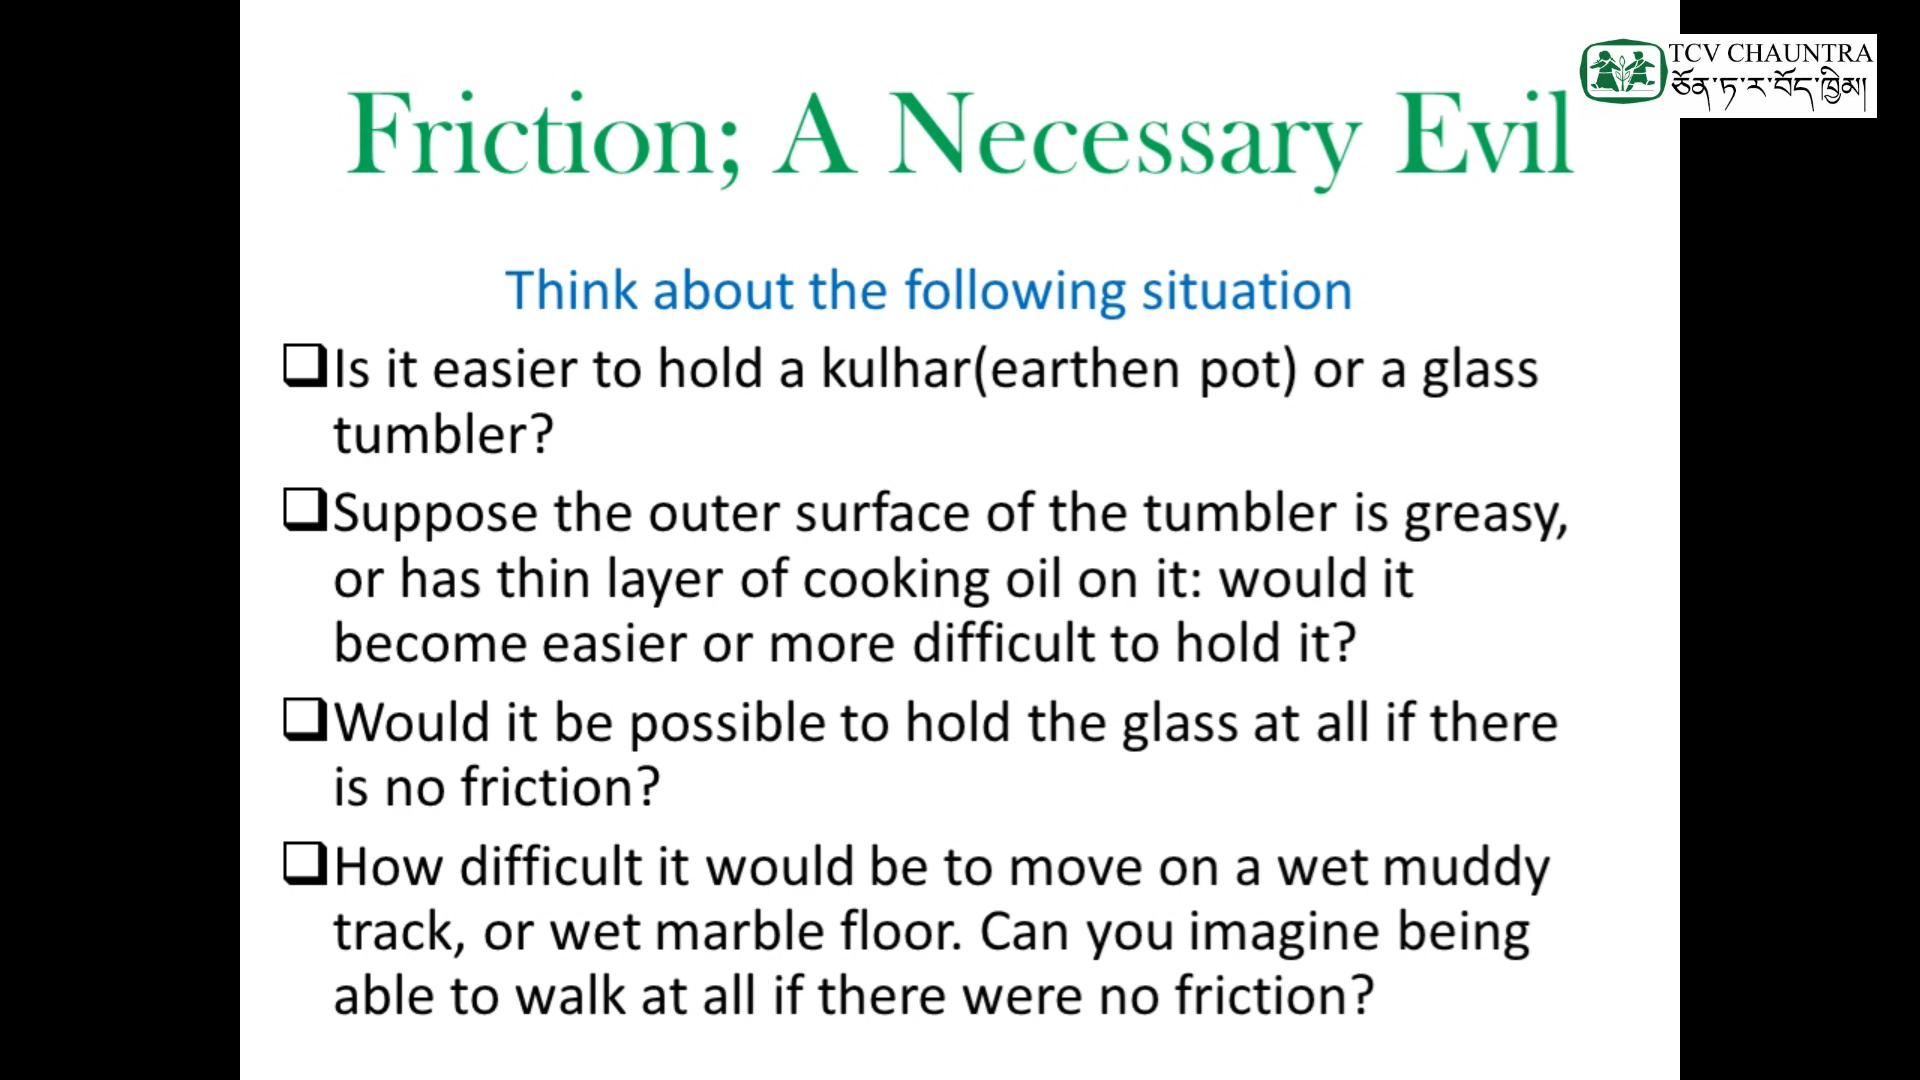 TCV CHAUNTRA
ཅོན་ཏ་ར་བོད་ཁྱིམ།
Friction; A Necessary Evil
Think about the following situation
Is it easier to hold a kulhar(earthen pot) or a glass
tumbler?
Suppose the outer surface of the tumbler is greasy,
or has thin layer of cooking oil on it: would it
become easier or more difficult to hold it?
Would it be possible to hold the glass at all if there
is no friction?
How difficult it would be to move on a wet muddy
track, or wet marble floor. Can you imagine being
able to walk at all if there were no friction?